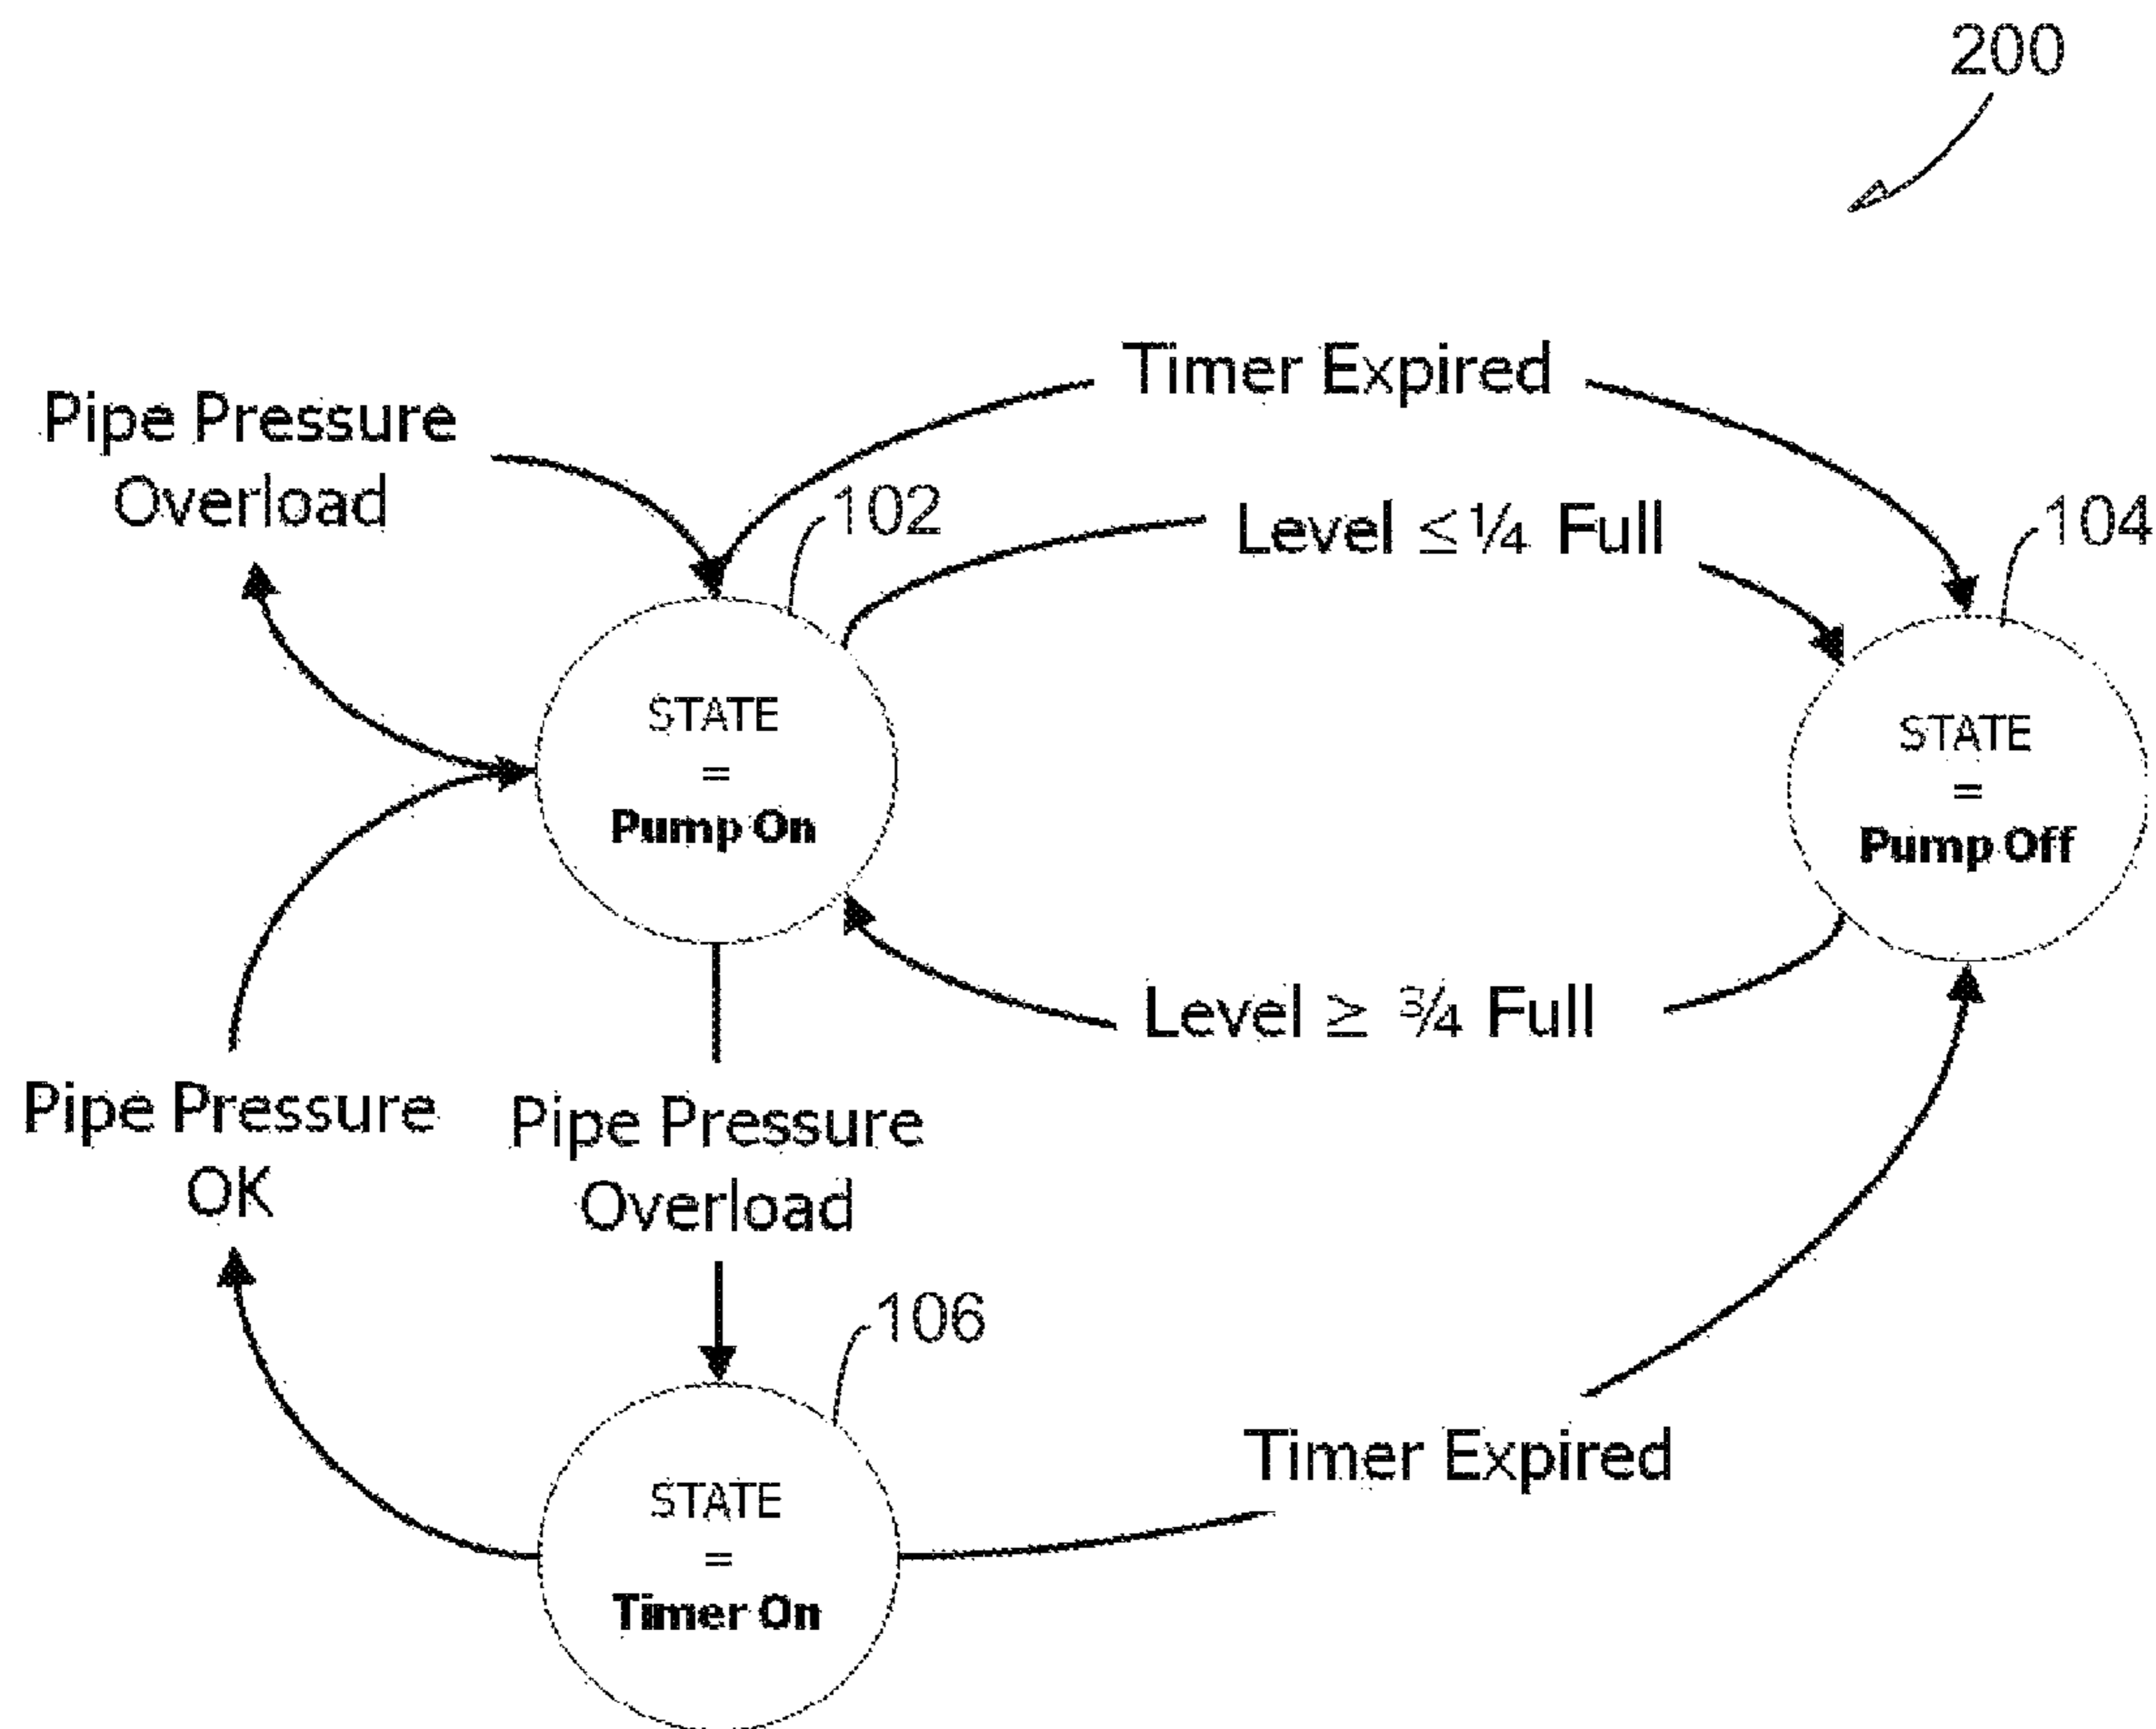 200
Timer Expired
Pipe Pressure
Overload
102
Level ≤ ¼ Full
104
STATE
=
Pump On
STATE
=
Pump Off
Level ≥ ¾ Full
Pipe Pressure
OK
Pipe Pressure
Overload
106
Timer Expired
STATE
=
Timer On